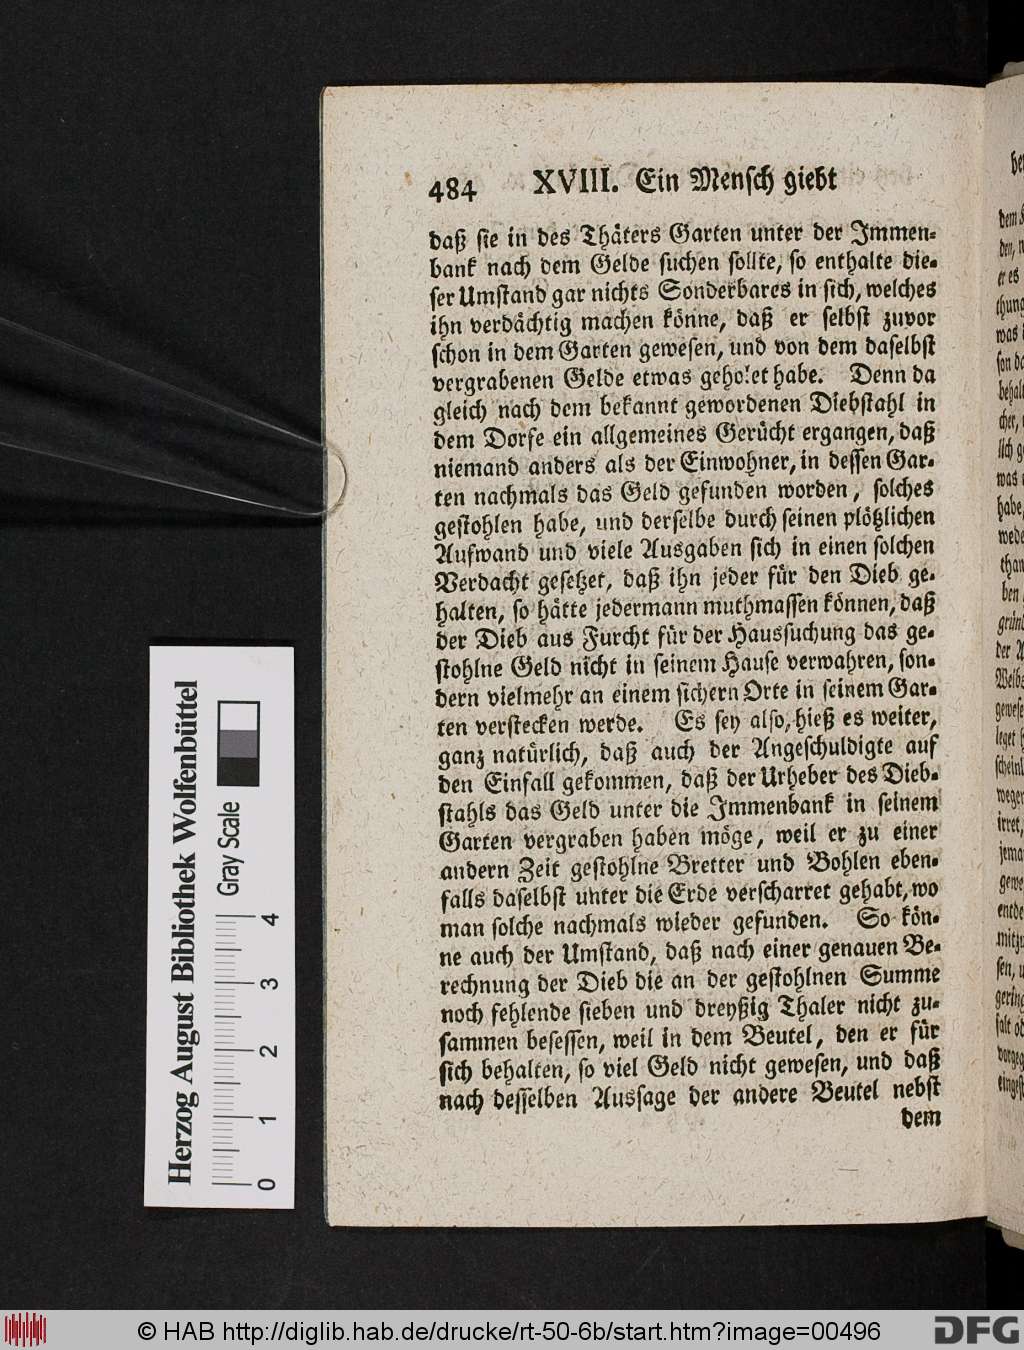 484 XVIII. Ein Mensch giebt
daß sie in des Thäters Garten unter der Immen-
bank nach dem Gelde suchen sollte, so enthalte die-
ser Umstand gar nichts Sonderbares in sich, welches
ihn verdächtig machen könne, daß er selbst zuvor
schon in dem Garten gewesen, und von dem daselbst
vergrabenen Gelde etwas geholet habe. Denn da
gleich nach dem bekannt gewordenen Diebstahl in
dem Dorfe ein allgemeines Gerücht ergangen, daß
niemand anders als der Einwohner, in dessen Gar-
ten nachmals das Geld gefunden worden, solches
gestohlen habe, und derselbe durch seinen plötzlichen
Aufwand und viele Ausgaben sich in einen solchen
Verdacht gesetzet, daß ihn jeder für den Dieb ge-
halten, so hätte jedermann muthmassen können, daß
der Dieb aus Furcht für der Haussuchung das ge-
stohlne Geld nicht in seinem Hause verwahren, son-
dern vielmehr an einem sichern Orte in seinem Gar-
ten verstecken werde. Es sey also, hieß es weiter,
ganz natürlich, daß auch der Angeschuldigte auf
den Einfall gekommen, daß der Urheber des Dieb-
stahls das Geld unter die Immenbank in seinem
Garten vergraben haben möge, weil er zu einer
andern Zeit gestohlne Bretter und Bohlen eben-
falls daselbst unter die Erde verscharret gehabt, wo
man solche nachmals wieder gefunden. So kön-
ne auch der Umstand, daß nach einer genauen Be-
rechnung der Dieb die an der gestohlnen Summe
noch fehlende sieben und dreyßig Thaler nicht zu-
sammen besessen, weil in dem Beutel, den er für
sich behalten, so viel Geld nicht gewesen, und daß
nach desselben Aussage der andere Beutel nebst
dem
Herzog August Bibliothek Wolfenbüttel
Gray Scale
0 1 2 3 4
© HAB http://diglib.hab.de/drucke/rt-50-6b/start.htm?image=00496
DFG